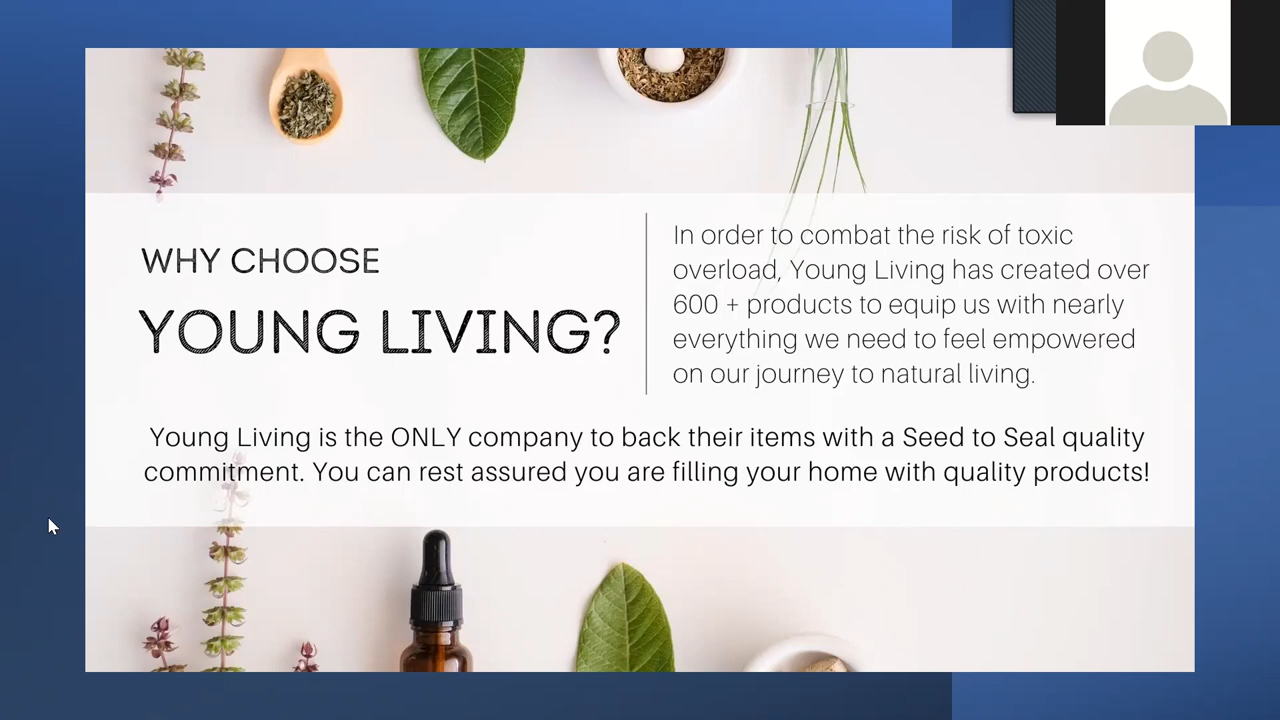 WHY CHOOSE
YOUNG LIVING?
In order to combat the risk of toxic
overload, Young Living has created over
600 + products to equip us with nearly
everything we need to feel empowered
on our journey to natural living.
Young Living is the ONLY company to back their items with a Seed to Seal quality
commitment. You can rest assured you are filling your home with quality products!